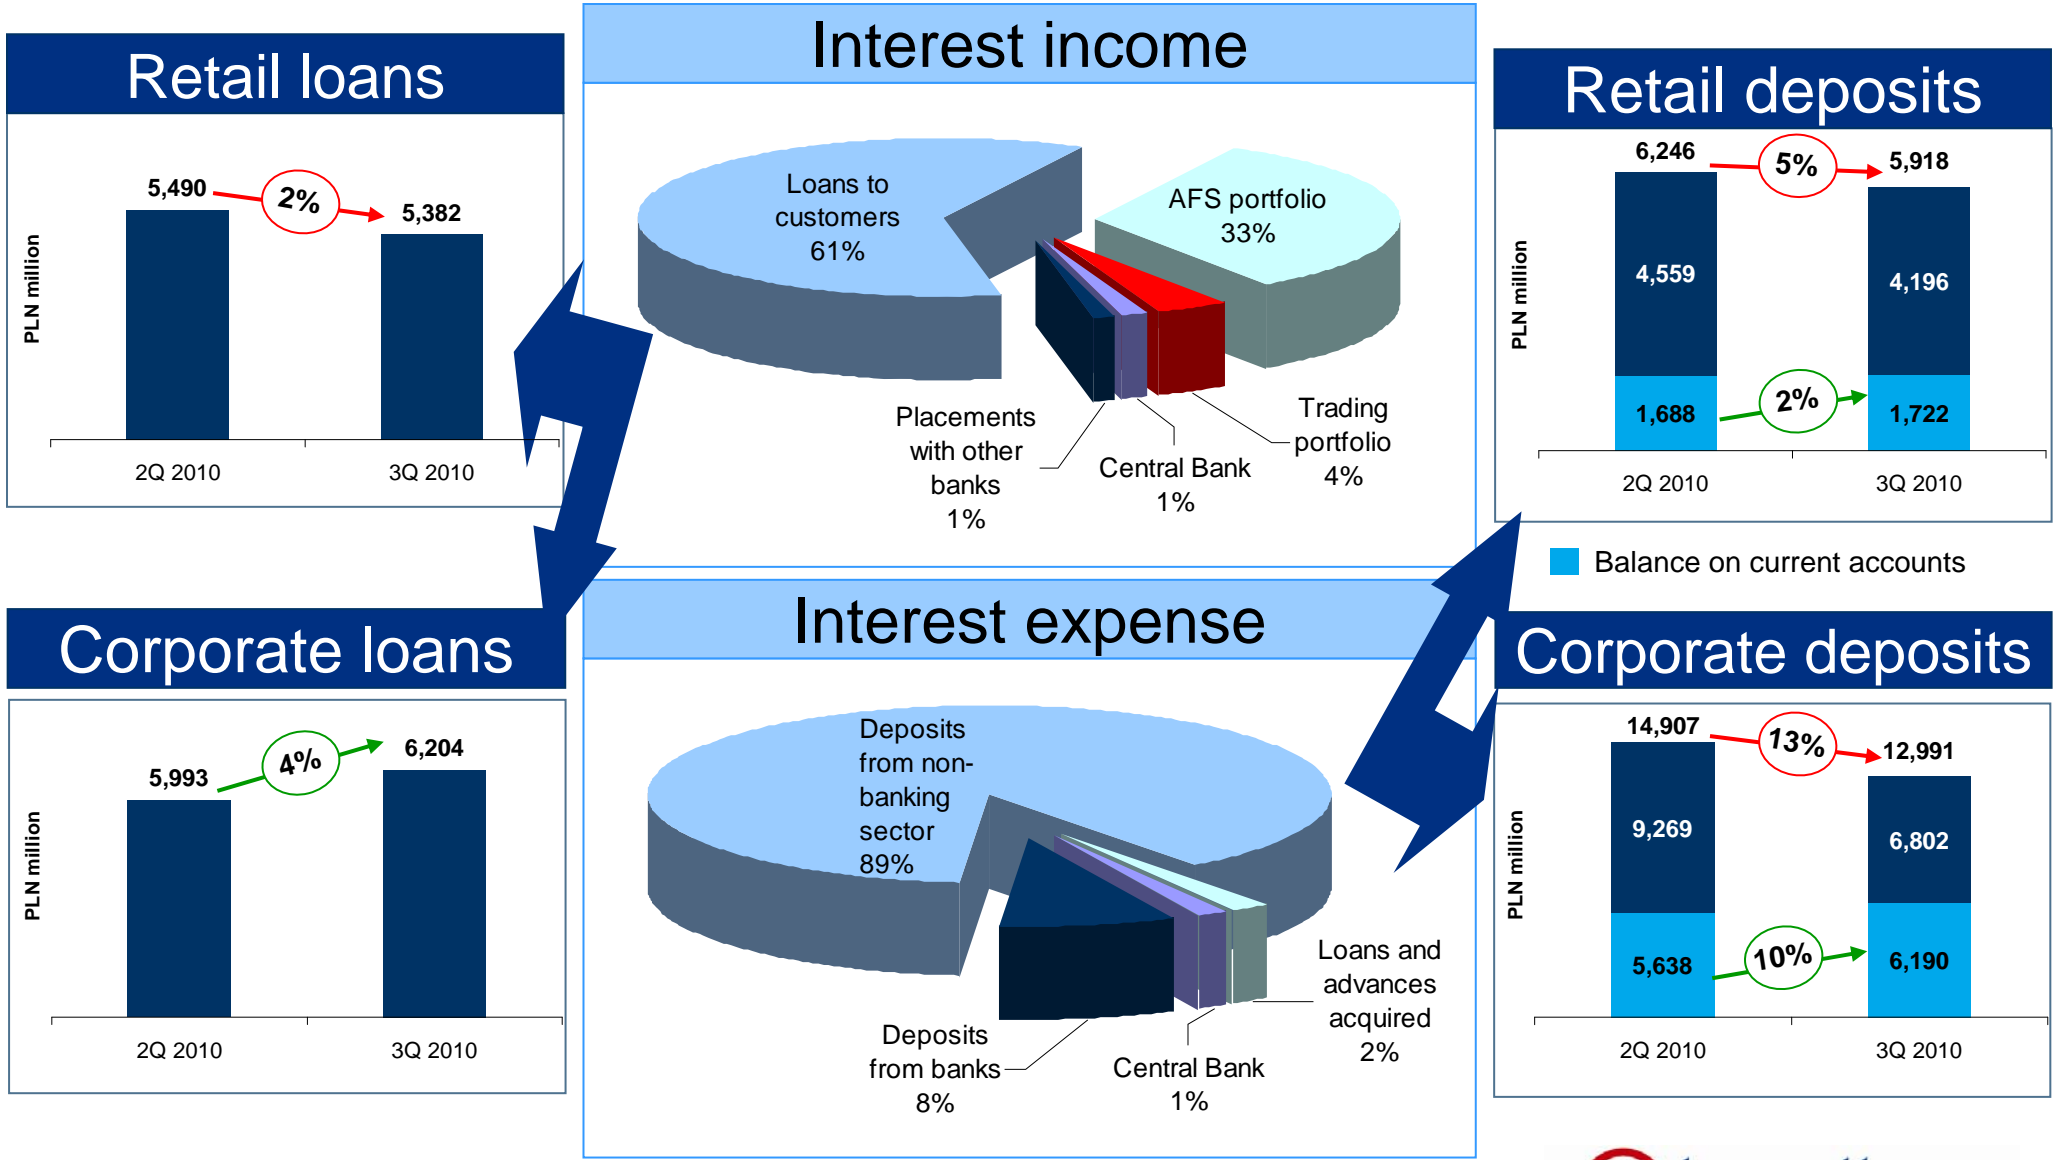 Retail loans
5,490
2%
5,382
PLN million
2Q 2010
3Q 2010
Corporate loans
5,993
4%
6,204
PLN million
2Q 2010
3Q 2010
Interest income
Loans to
customers
61%
AFS portfolio
33%
Placements
with other
banks
1%
Central Bank
1%
Trading
portfolio
4%
Interest expense
Deposits
from non-
banking
sector
89%
Deposits
from banks
8%
Central Bank
1%
Loans and
advances
acquired
2%
Retail deposits
6,246
5%
5,918
4,559
4,196
1,688
2%
1,722
PLN million
2Q 2010
3Q 2010
Balance on current accounts
Corporate deposits
14,907
13%
12,991
9,269
6,802
5,638
10%
6,190
PLN million
2Q 2010
3Q 2010